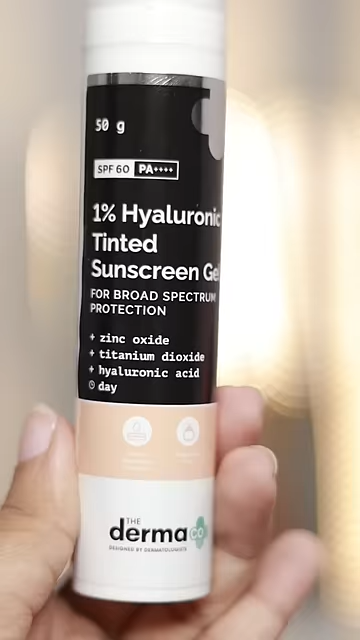 50 g
SPF 60 PA++++
1% Hyaluronic
Tinted
Sunscreen Gel
FOR BROAD SPECTRUM
PROTECTION
+ zinc oxide
+ titanium dioxide
+ hyaluronic acid
day
THE
derma co
DESIGNED BY DERMATOLOGISTS